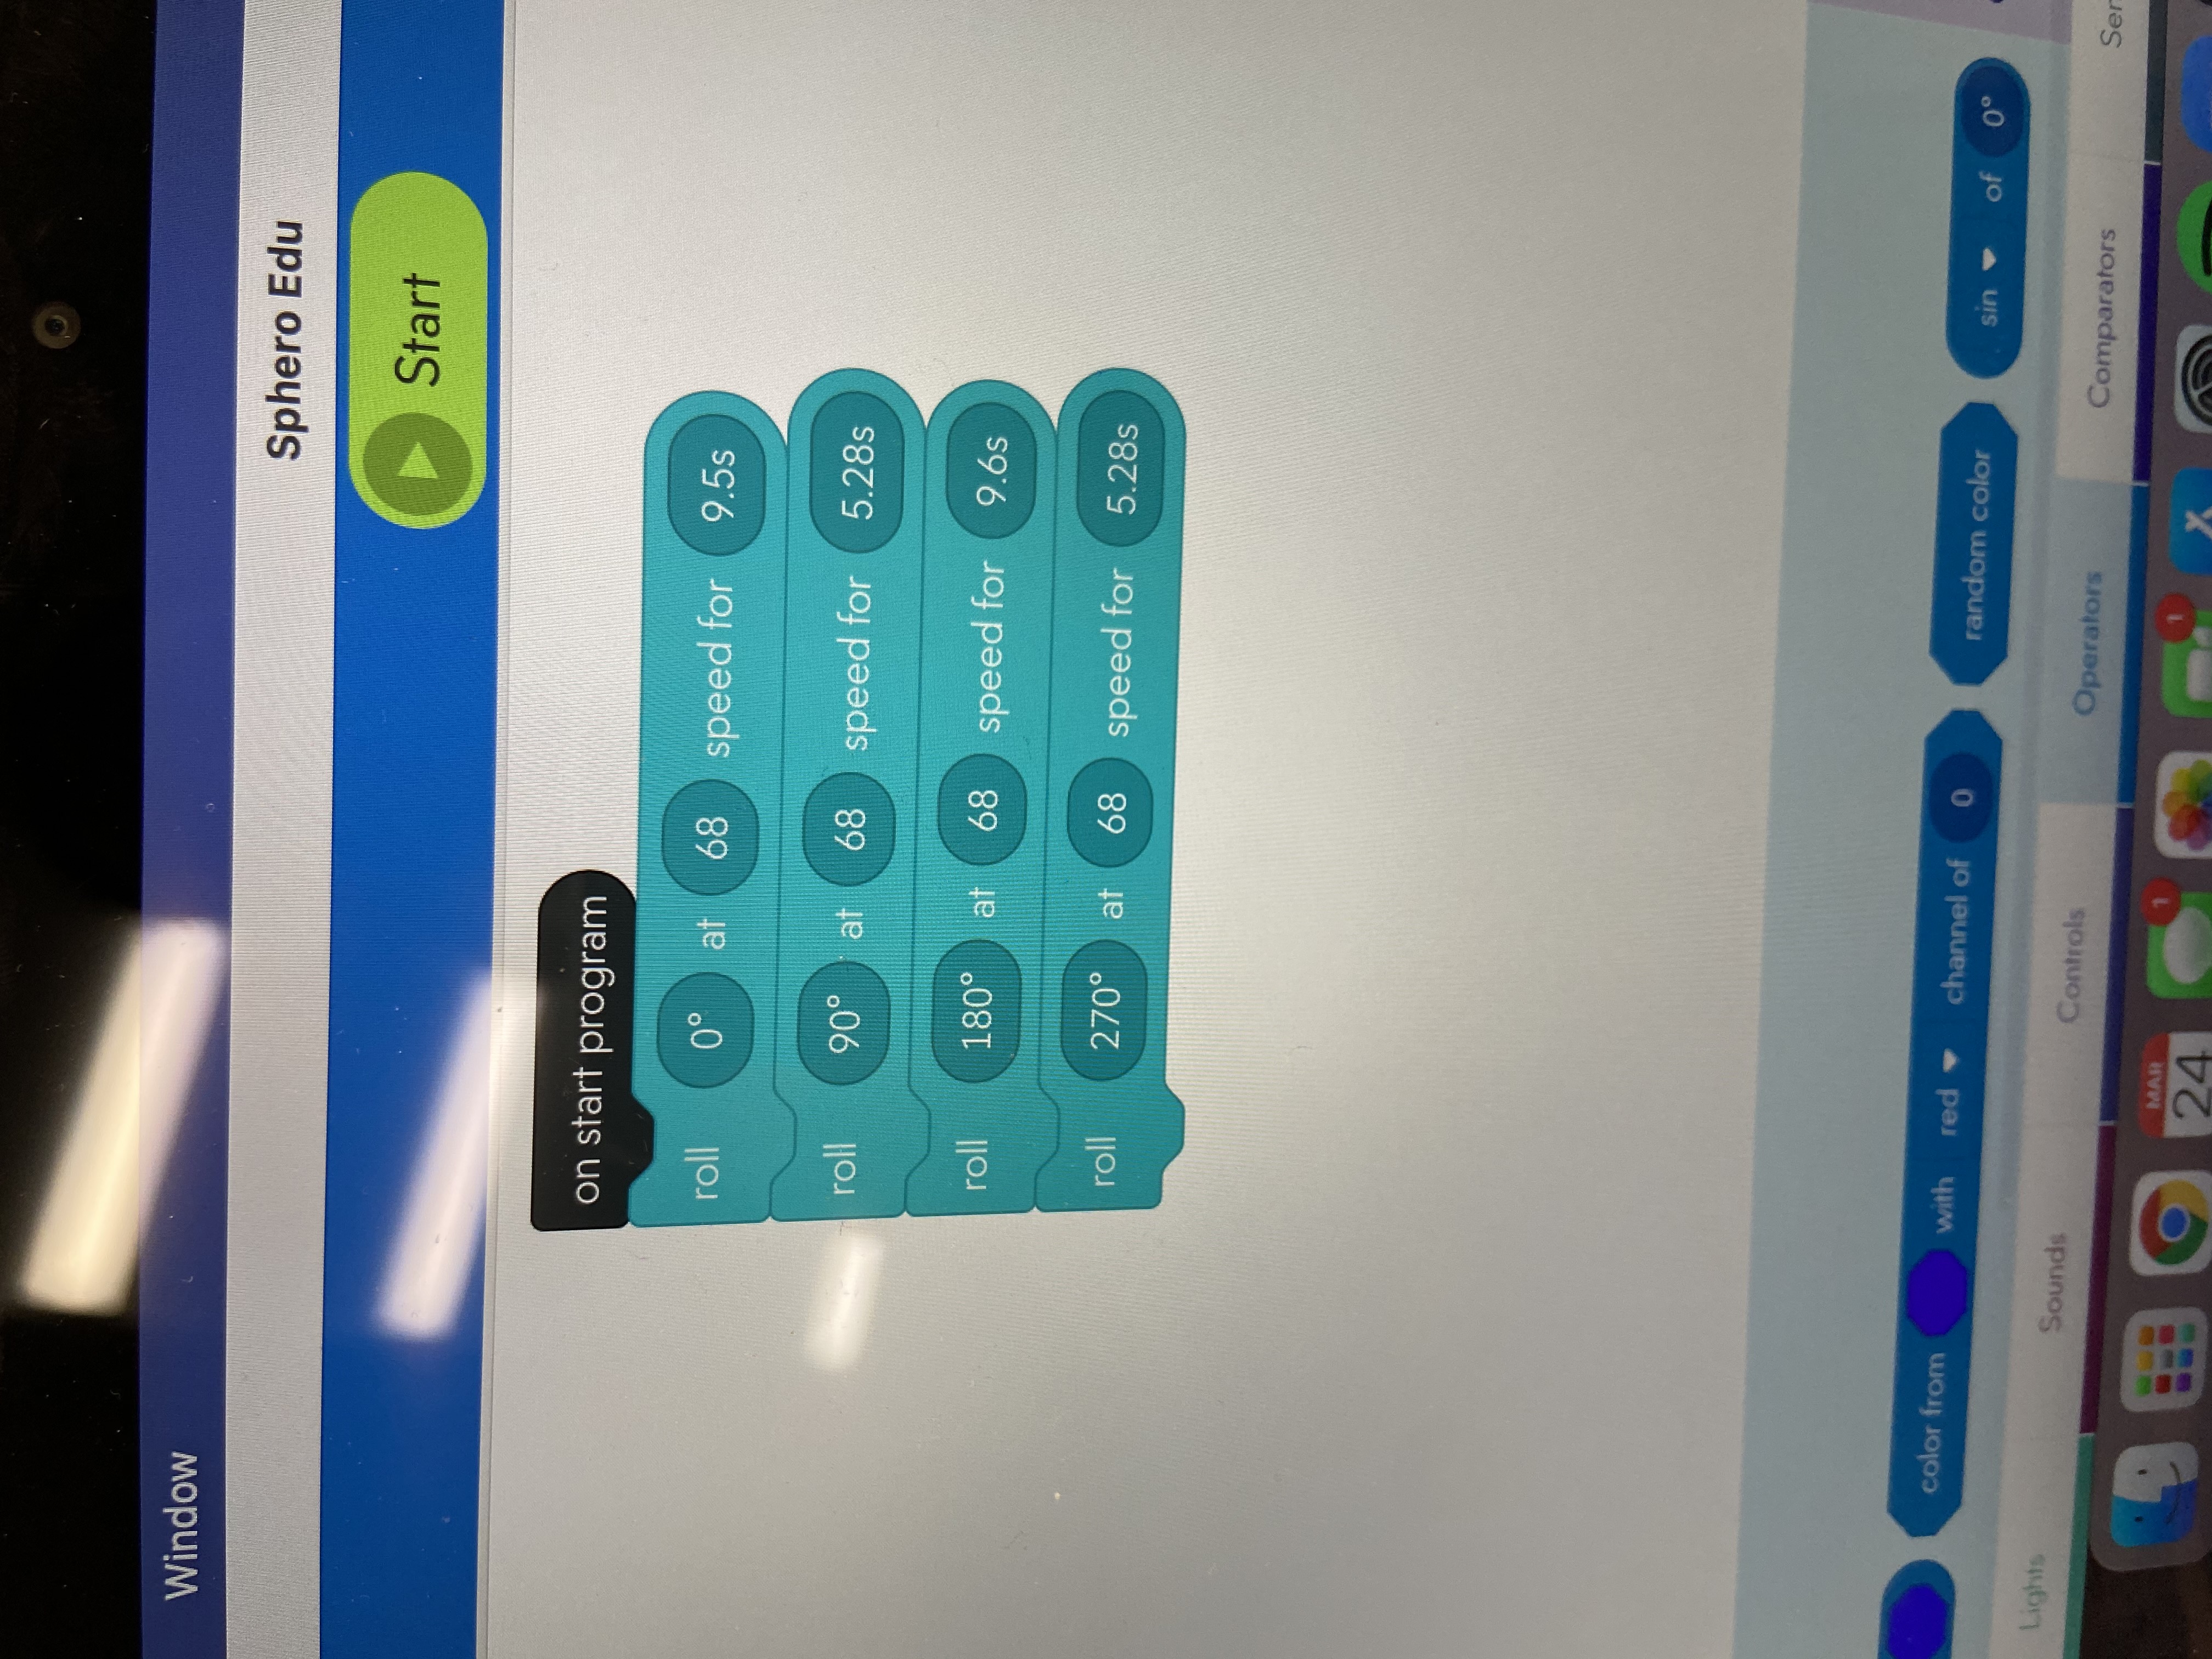 Window
Sphero Edu
Start
on start program
roll 0° at 68 speed for 9.5s
roll 90° at 68 speed for 5.28s
roll 180° at 68 speed for 9.6s
roll 270° at 68 speed for 5.28s
color from with red channel of 0
random color
sin of 0°
Lights
Sounds
Controls
Operators
Comparators
MAR
24
1
1